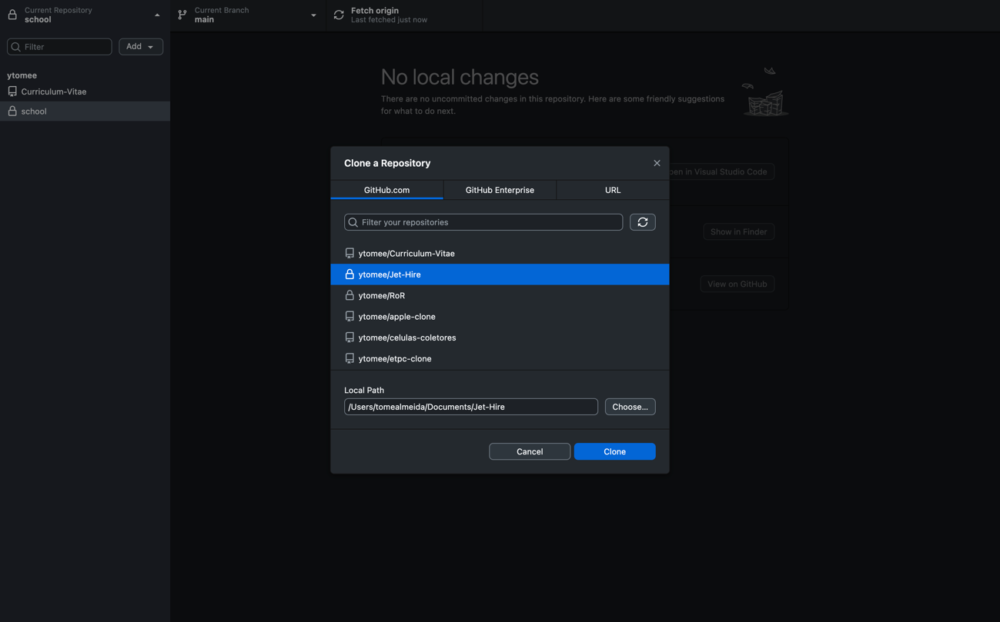 Current Repository
school
Current Branch
main
Fetch origin
Last fetched just now
Filter
Add
ytomee
Curriculum-Vitae
school
No local changes
There are no uncommitted changes in this repository. Here are some friendly suggestions
for what to do next.
pen in Visual Studio Code
Show in Finder
View on GitHub
Clone a Repository
GitHub.com
GitHub Enterprise
URL
Filter your repositories
ytomee/Curriculum-Vitae
ytomee/Jet-Hire
ytomee/RoR
ytomee/apple-clone
ytomee/celulas-coletores
ytomee/etpc-clone
Local Path
/Users/tomealmeida/Documents/Jet-Hire
Choose...
Cancel
Clone